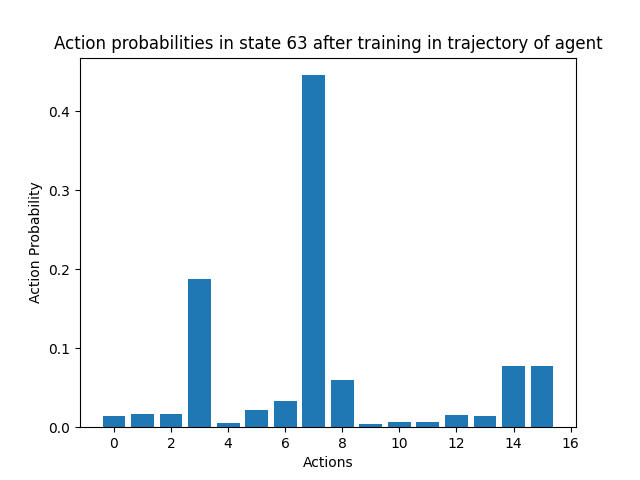 Action probabilities in state 63 after training in trajectory of agent
Action Probability
0.4
0.3
0.2
0.1
0.0
0 2 4 6 8 10 12 14 16
Actions